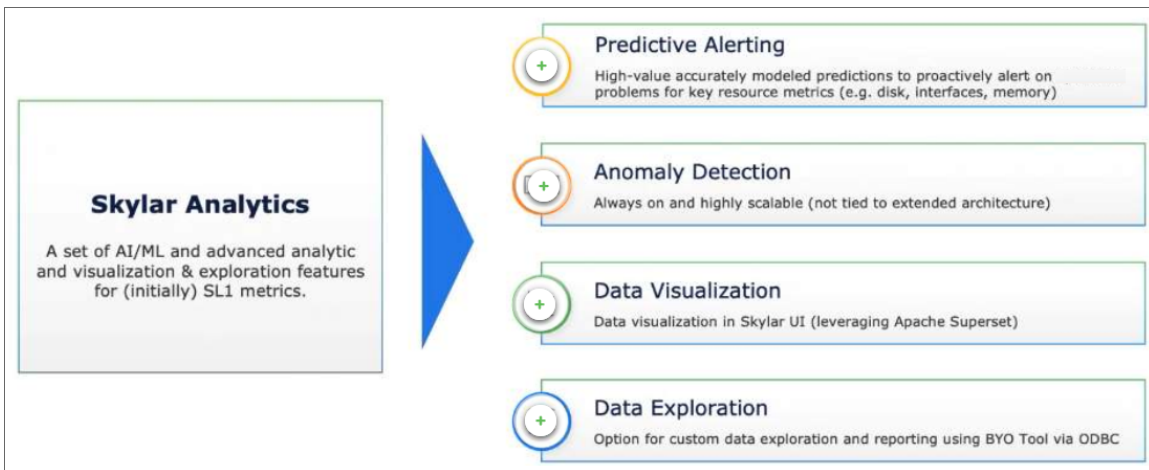 Skylar Analytics
A set of AI/ML and advanced analytic
and visualization & exploration features
for (initially) SL1 metrics.
Predictive Alerting
High-value accurately modeled predictions to proactively alert on
problems for key resource metrics (e.g. disk, interfaces, memory)
Anomaly Detection
Always on and highly scalable (not tied to extended architecture)
Data Visualization
Data visualization in Skylar UI (leveraging Apache Superset)
Data Exploration
Option for custom data exploration and reporting using BYO Tool via ODBC